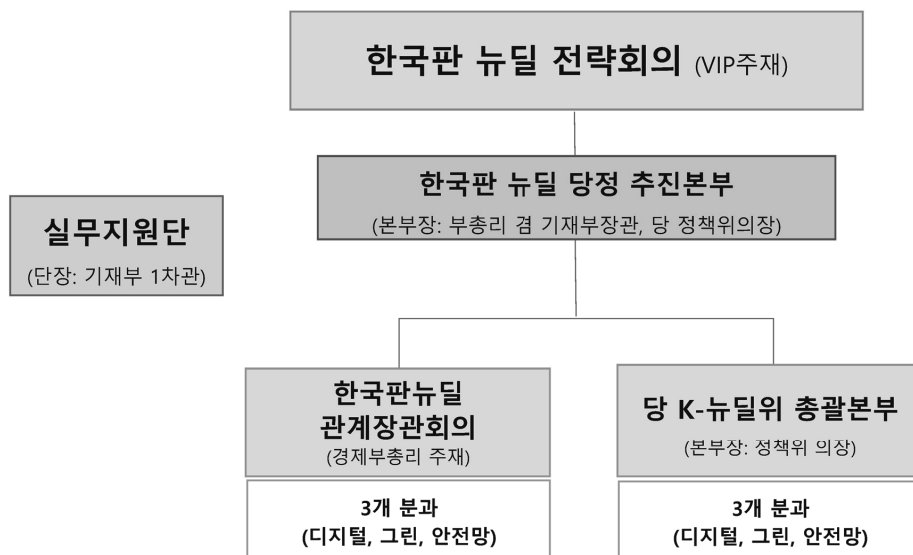 한국판 뉴딜 전략회의 (VIP주재)
한국판 뉴딜 당정 추진본부
(본부장: 부총리 겸 기재부장관, 당 정책위의장)
실무지원단
(단장: 기재부 1차관)
한국판뉴딜
관계장관회의
(경제부총리 주재)
3개 분과
(디지털, 그린, 안전망)
당 K-뉴딜위 총괄본부
(본부장: 정책위 의장)
3개 분과
(디지털, 그린, 안전망)